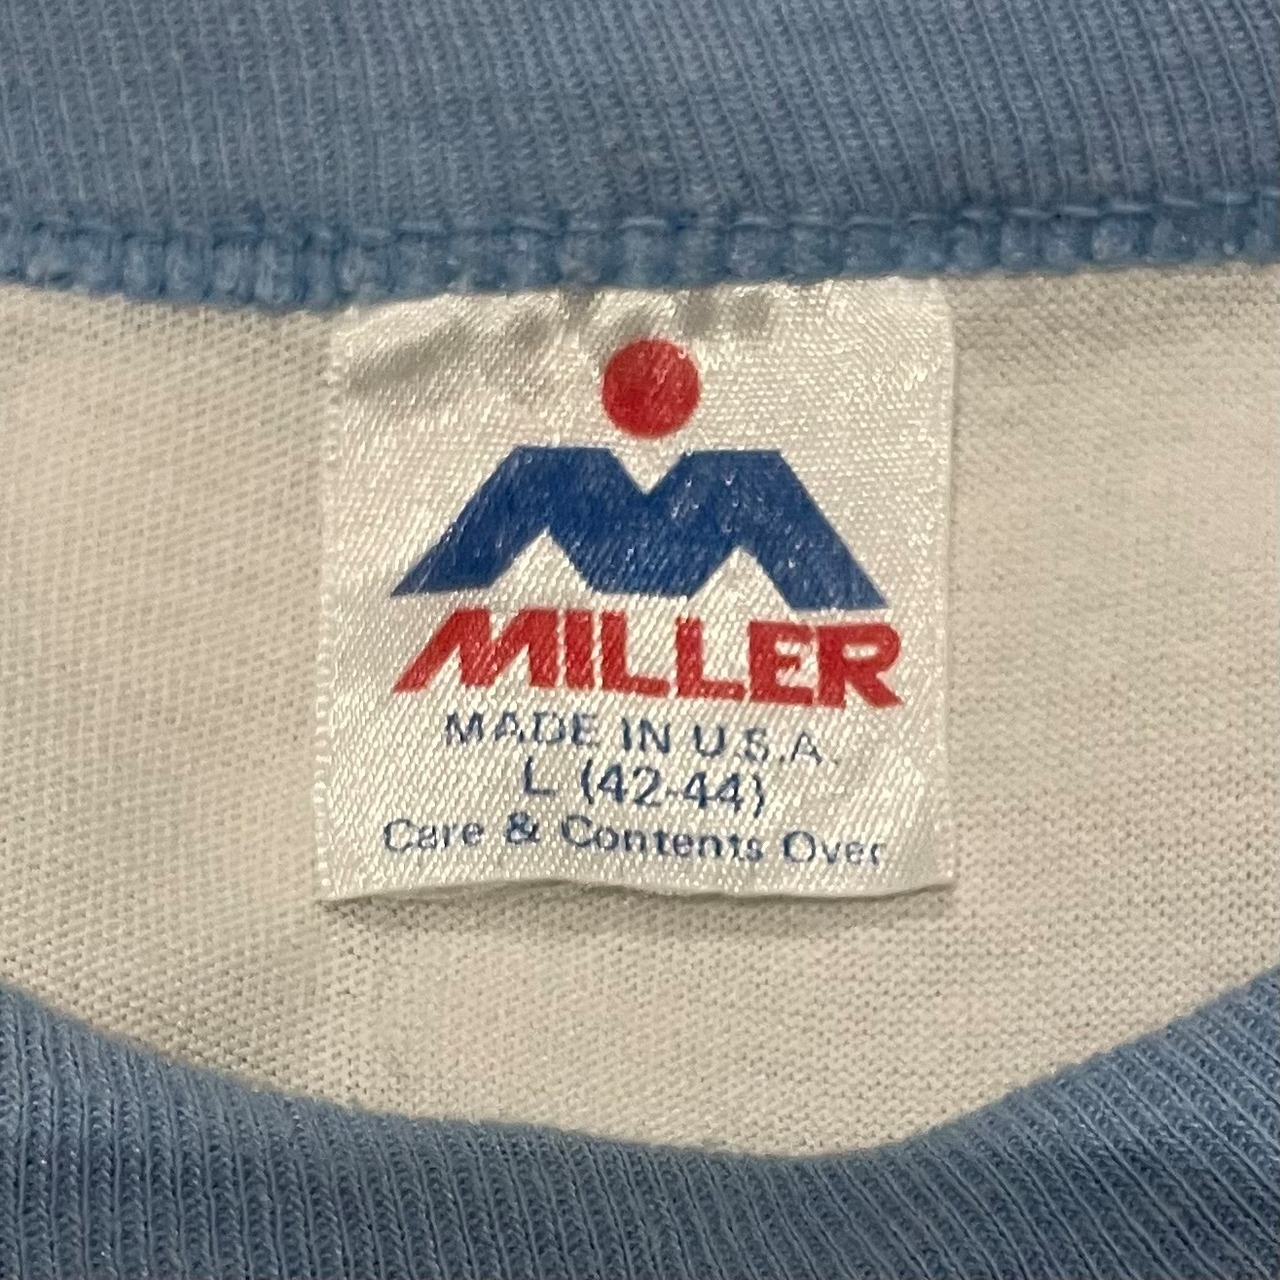 MILLER
MADE IN U.S.A.
L (42-44)
Care & Contents Over